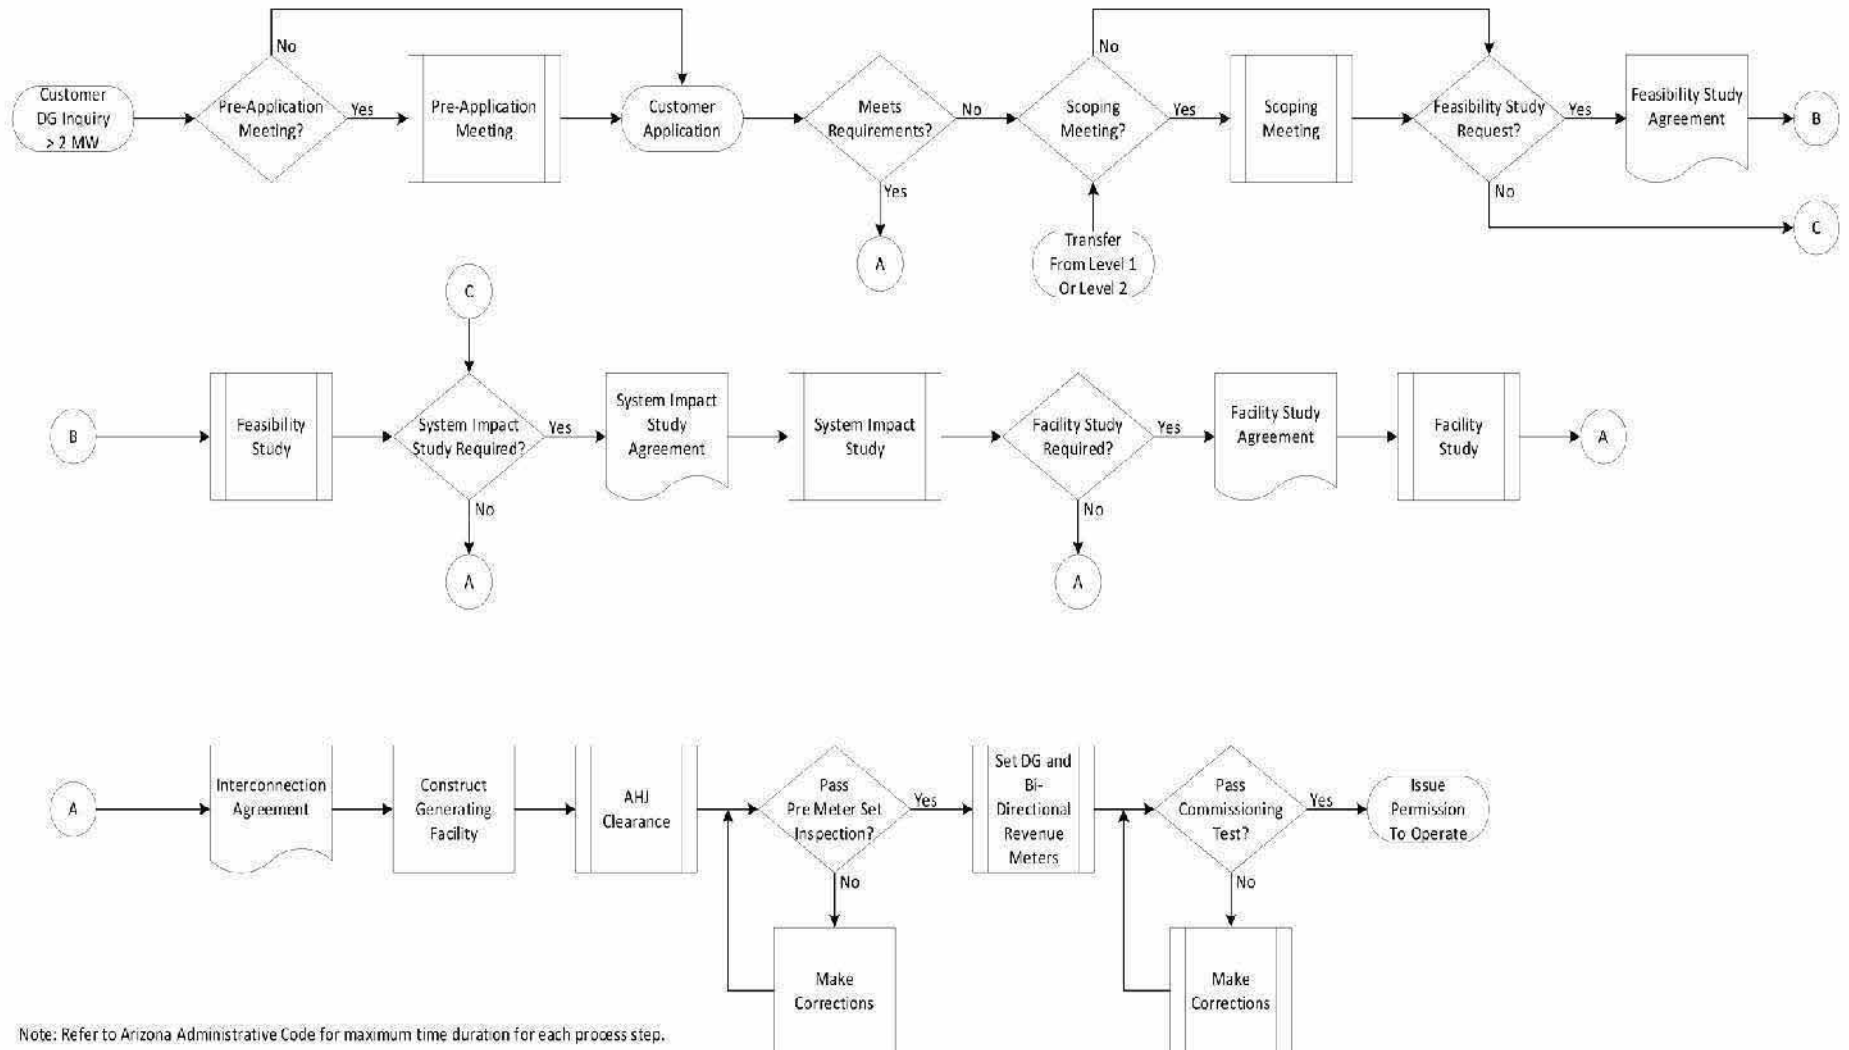 Customer
DG Inquiry
> 2 MW
Pre-Application
Meeting?
No
Yes
Pre-Application
Meeting
Customer
Application
Meets
Requirements?
No
Yes
A
Scoping
Meeting?
No
Yes
Transfer
From Level 1
Or Level 2
Scoping
Meeting
Feasibility Study
Request?
Yes
No
Feasibility Study
Agreement
B
C
C
B
Feasibility
Study
System Impact
Study Required?
Yes
No
A
System Impact
Study
Agreement
System Impact
Study
Facility Study
Required?
Yes
No
A
Facility Study
Agreement
Facility
Study
A
A
Interconnection
Agreement
Construct
Generating
Facility
AHJ
Clearance
Pass
Pre Meter Set
Inspection?
Yes
No
Make
Corrections
Set DG and
Bi-
Directional
Revenue
Meters
Pass
Commissioning
Test?
Yes
No
Make
Corrections
Issue
Permission
To Operate
Note: Refer to Arizona Administrative Code for maximum time duration for each process step.